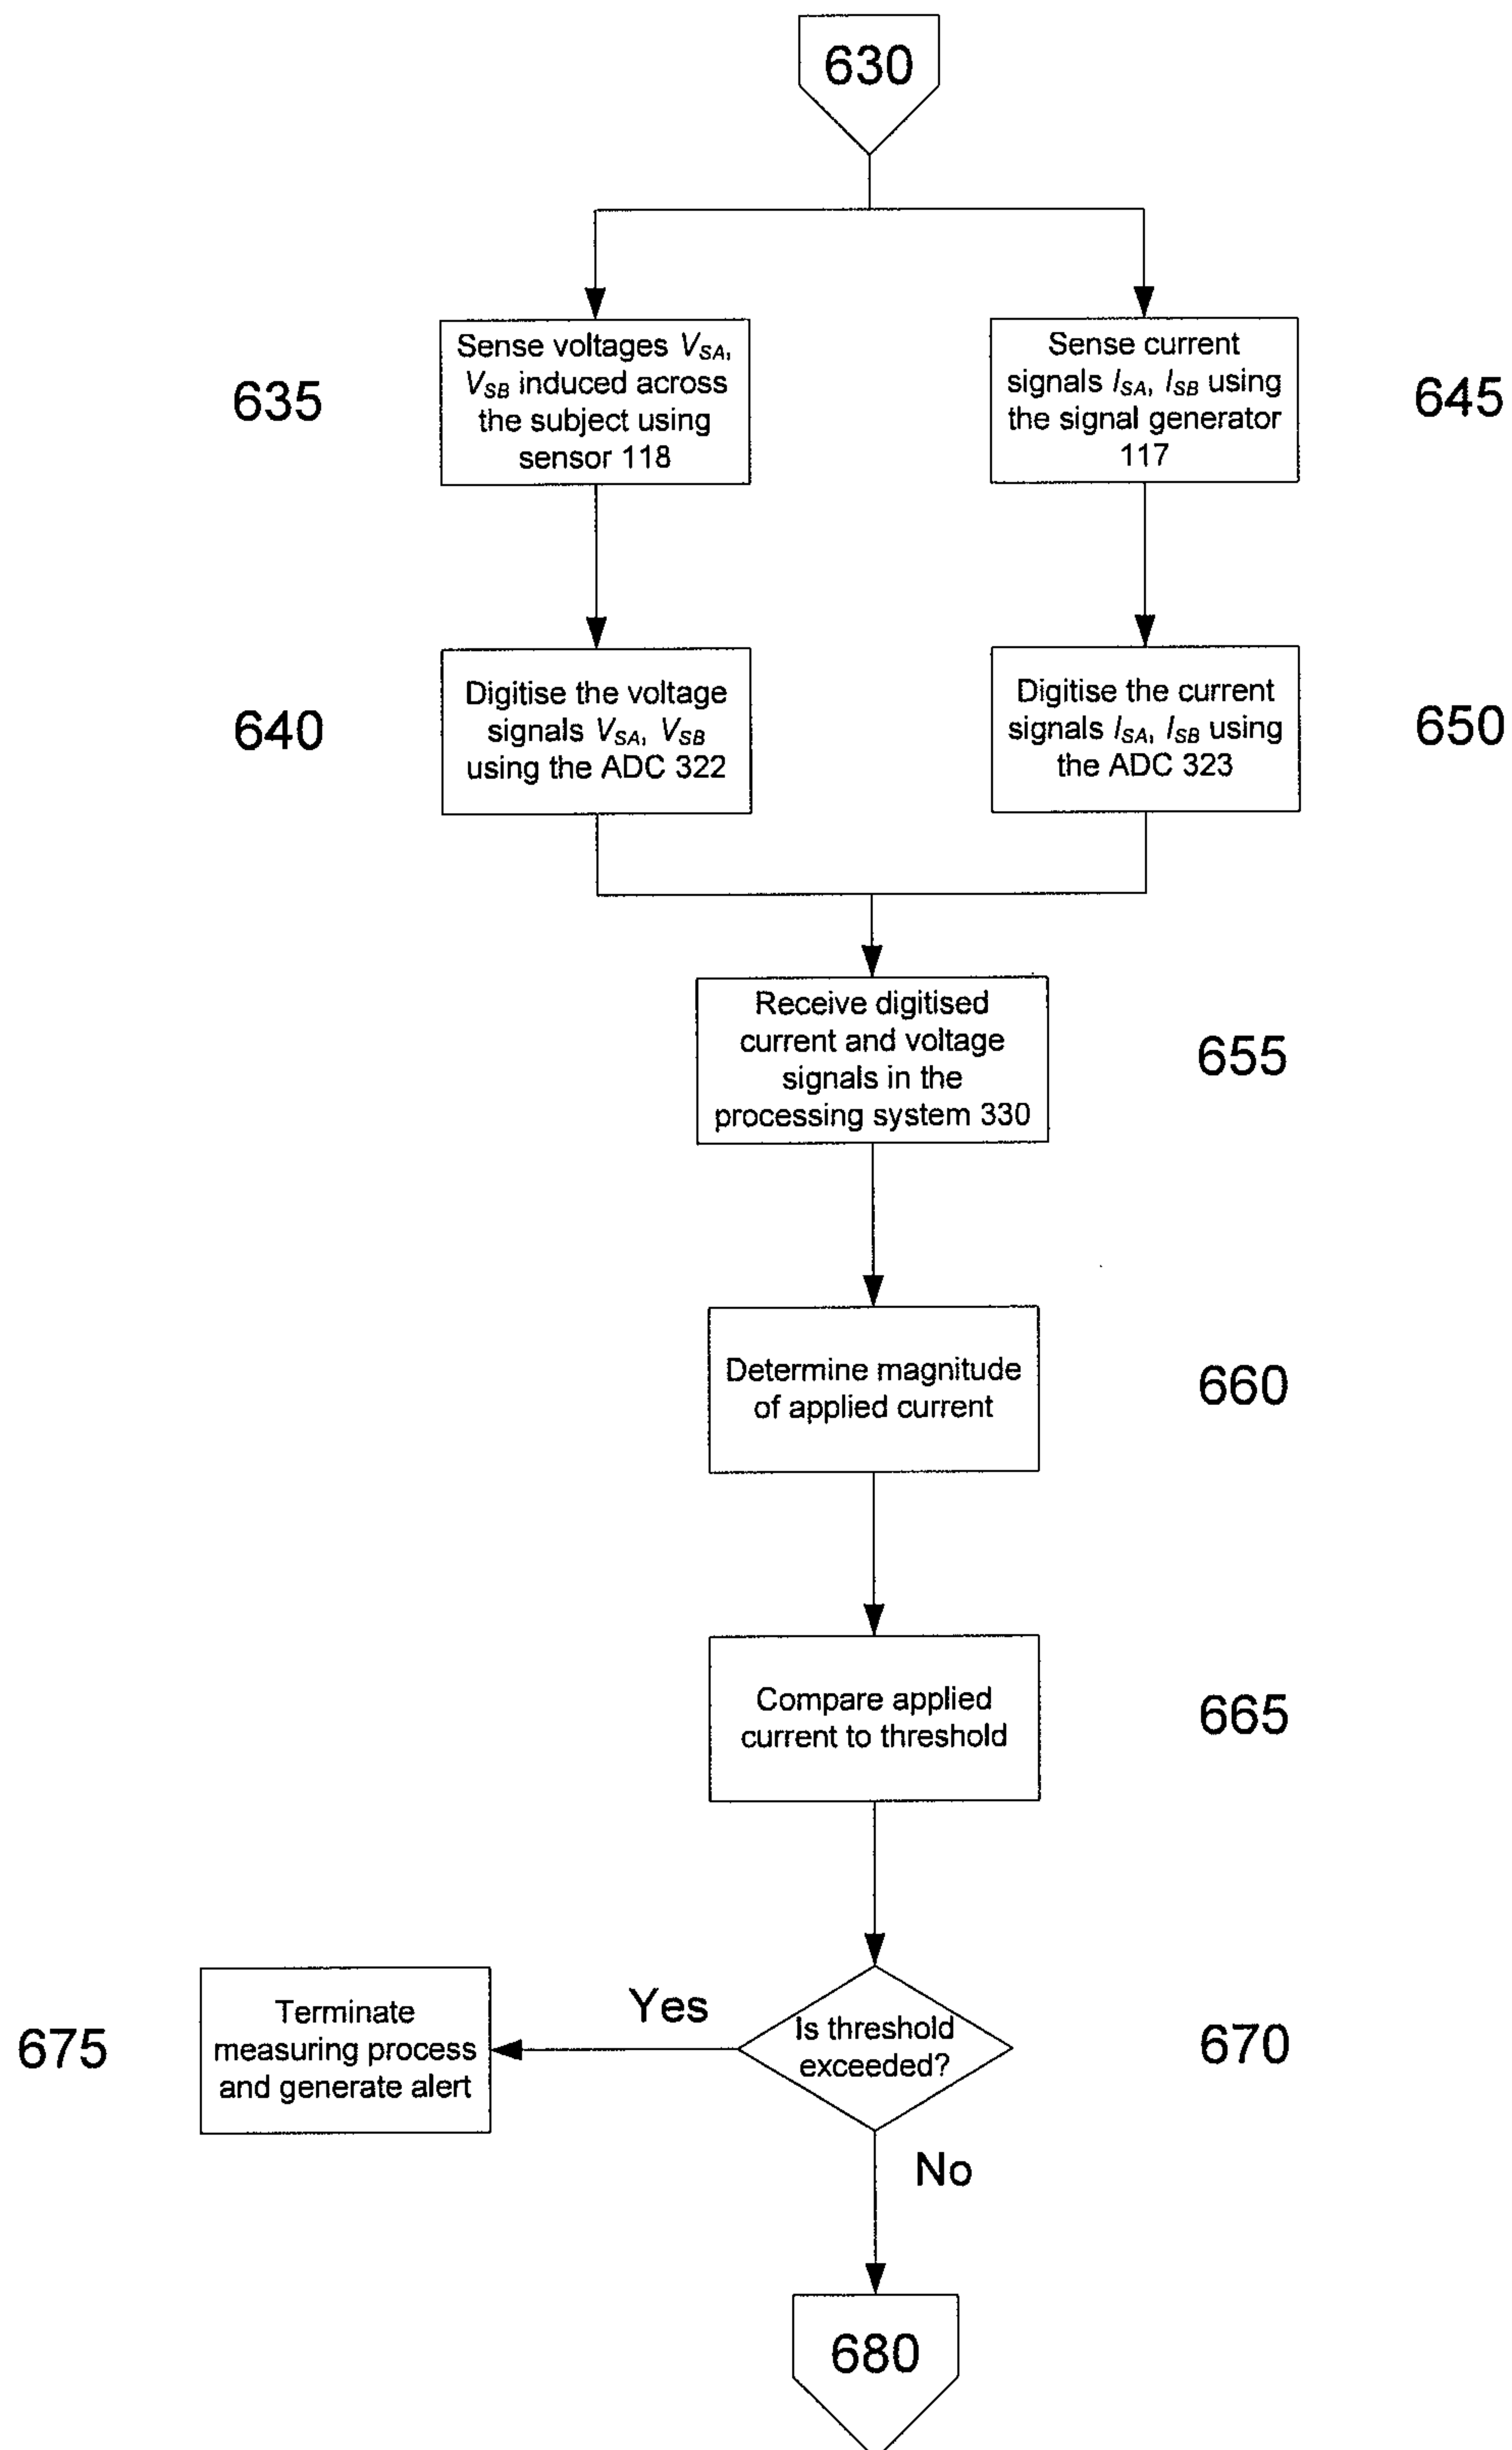 630
635
Sense voltages VSA,
VSB induced across
the subject using
sensor 118
Sense current
signals ISA, ISB using
the signal generator
117
645
640
Digitise the voltage
signals VSA, VSB
using the ADC 322
Digitise the current
signals ISA, ISB using
the ADC 323
650
Receive digitised
current and voltage
signals in the
processing system 330
655
Determine magnitude
of applied current
660
Compare applied
current to threshold
665
675
Terminate
measuring process
and generate alert
Yes
Is threshold
exceeded?
670
No
680